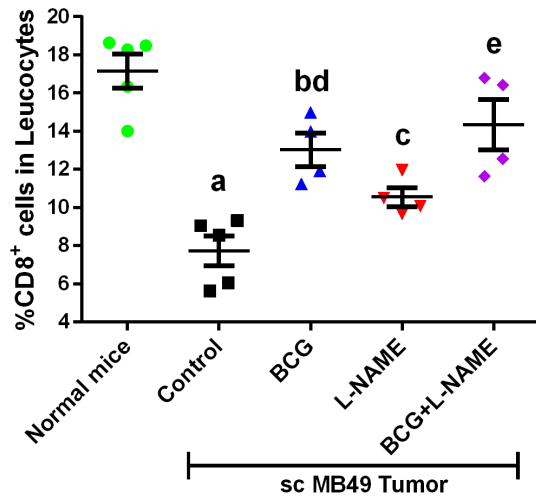 %CD8⁺ cells in Leucocytes
20
18
16
14
12
10
8
6
4
a
bd
c
e
Normal mice
Control
BCG
L-NAME
BCG+L-NAME
sc MB49 Tumor